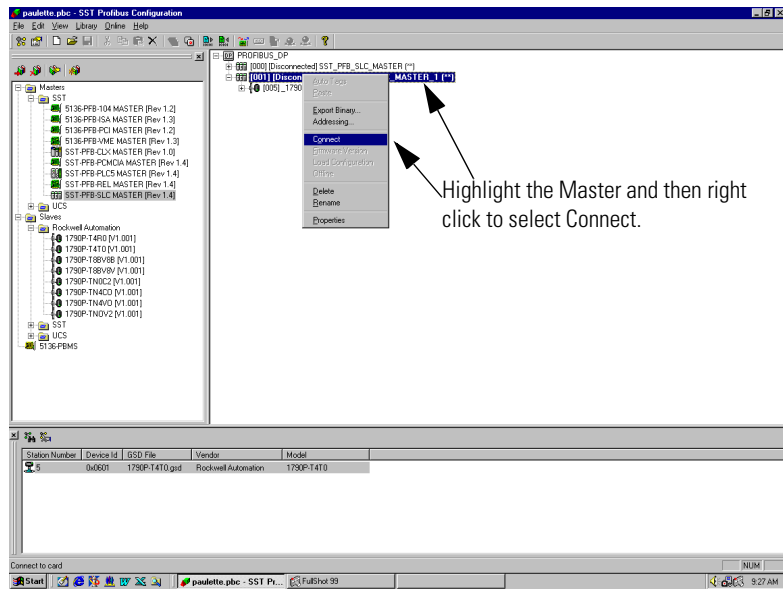 paulette.pbc - SST Profibus Configuration
File Edit View Library Online Help
Masters
SST
5136-PFB-104 MASTER [Rev 1.2]
5136-PFB-ISA MASTER [Rev 1.3]
5136-PFB-PCI MASTER [Rev 1.2]
5136-PFB-VME MASTER [Rev 1.3]
SST-PFB-CLX MASTER [Rev 1.0]
SST-PFB-PCMCIA MASTER [Rev 1.4]
SST-PFB-PLC5 MASTER [Rev 1.4]
SST-PFB-REL MASTER [Rev 1.4]
SST-PFB-SLC MASTER [Rev 1.4]
UCS
Slaves
Rockwell Automation
1790P-T4R0 [V1.001]
1790P-T4T0 [V1.001]
1790P-T8BV8B [V1.001]
1790P-T8BV8V [V1.001]
1790P-TN0C2 [V1.001]
1790P-TN4C0 [V1.001]
1790P-TN4V0 [V1.001]
1790P-TN0V2 [V1.001]
SST
UCS
5136-PBMS
DP PROFIBUS_DP
[000] [Disconnected] SST_PFB_SLC_MASTER (**)
[001] [Discon _MASTER_1 (**)
[005] _1790
Auto Tags
Paste
Export Binary...
Addressing...
Connect
Firmware Version
Load Configuration
Offline
Delete
Rename
Properties
Highlight the Master and then right
click to select Connect.
Station Number Device Id GSD File Vendor Model
5 0x0601 1790P-T4T0.gsd Rockwell Automation 1790P-T4T0
Connect to card NUM
Start paulette.pbc - SST Pr... FullShot 99 9:27 AM